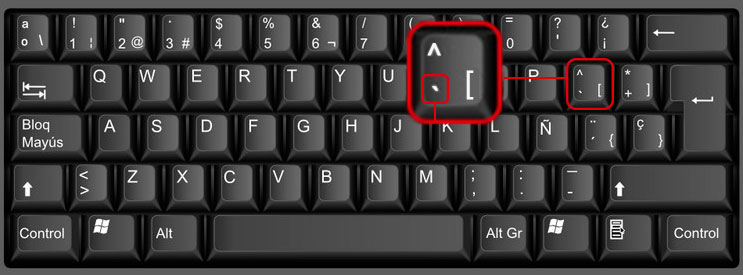 a ! " · $ % & / = ? ¿ ←
o \ 1 ¦ 2 @ 3 # 4 5 6 ¬ 7 0 ' ¡
^
` [
Q W E R T Y U P ^ *
` [ + ]
Bloq
Mayús
A S D F G H J K L Ñ ¨ ç
´ { }
< Z X C V B N M ; : _
> , . -
Control Alt Alt Gr Control